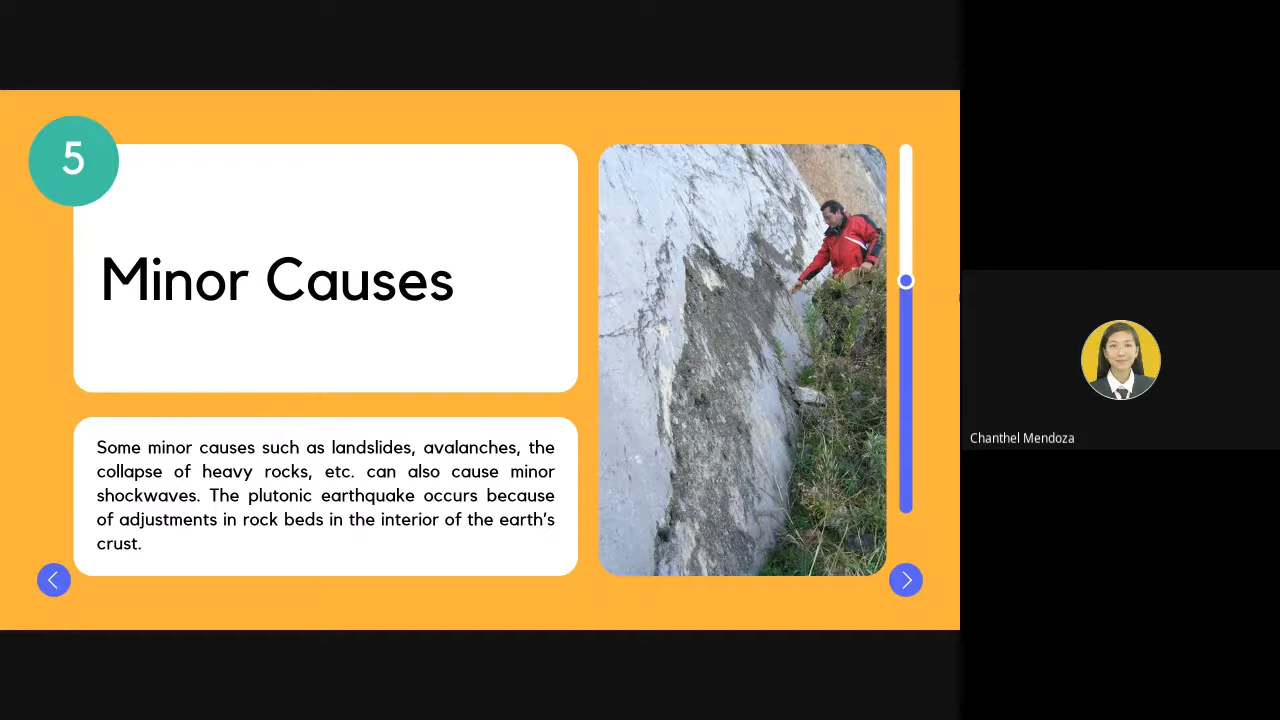 5
Minor Causes
Some minor causes such as landslides, avalanches, the
collapse of heavy rocks, etc. can also cause minor
shockwaves. The plutonic earthquake occurs because
of adjustments in rock beds in the interior of the earth’s
crust.
Chanthel Mendoza